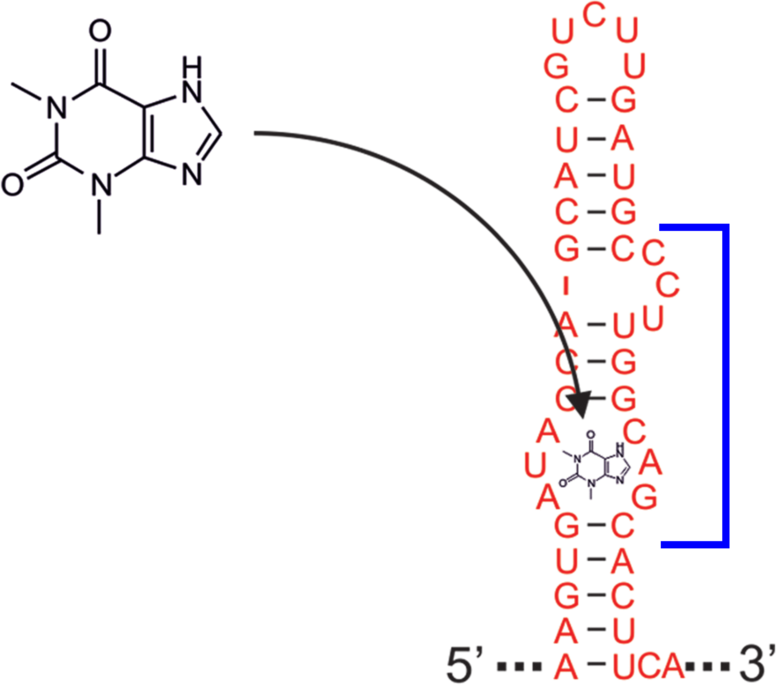 O
H
N
N
O
N
N
C
U U
G U
C–G
U–A
A–U
C–G
G–C C
C
A–U U
C–G
C–G
A C
O
H
N N
U A
O N N
A G
G–C
U–A
G–C
A–U
5’ ... A–UCA ... 3’